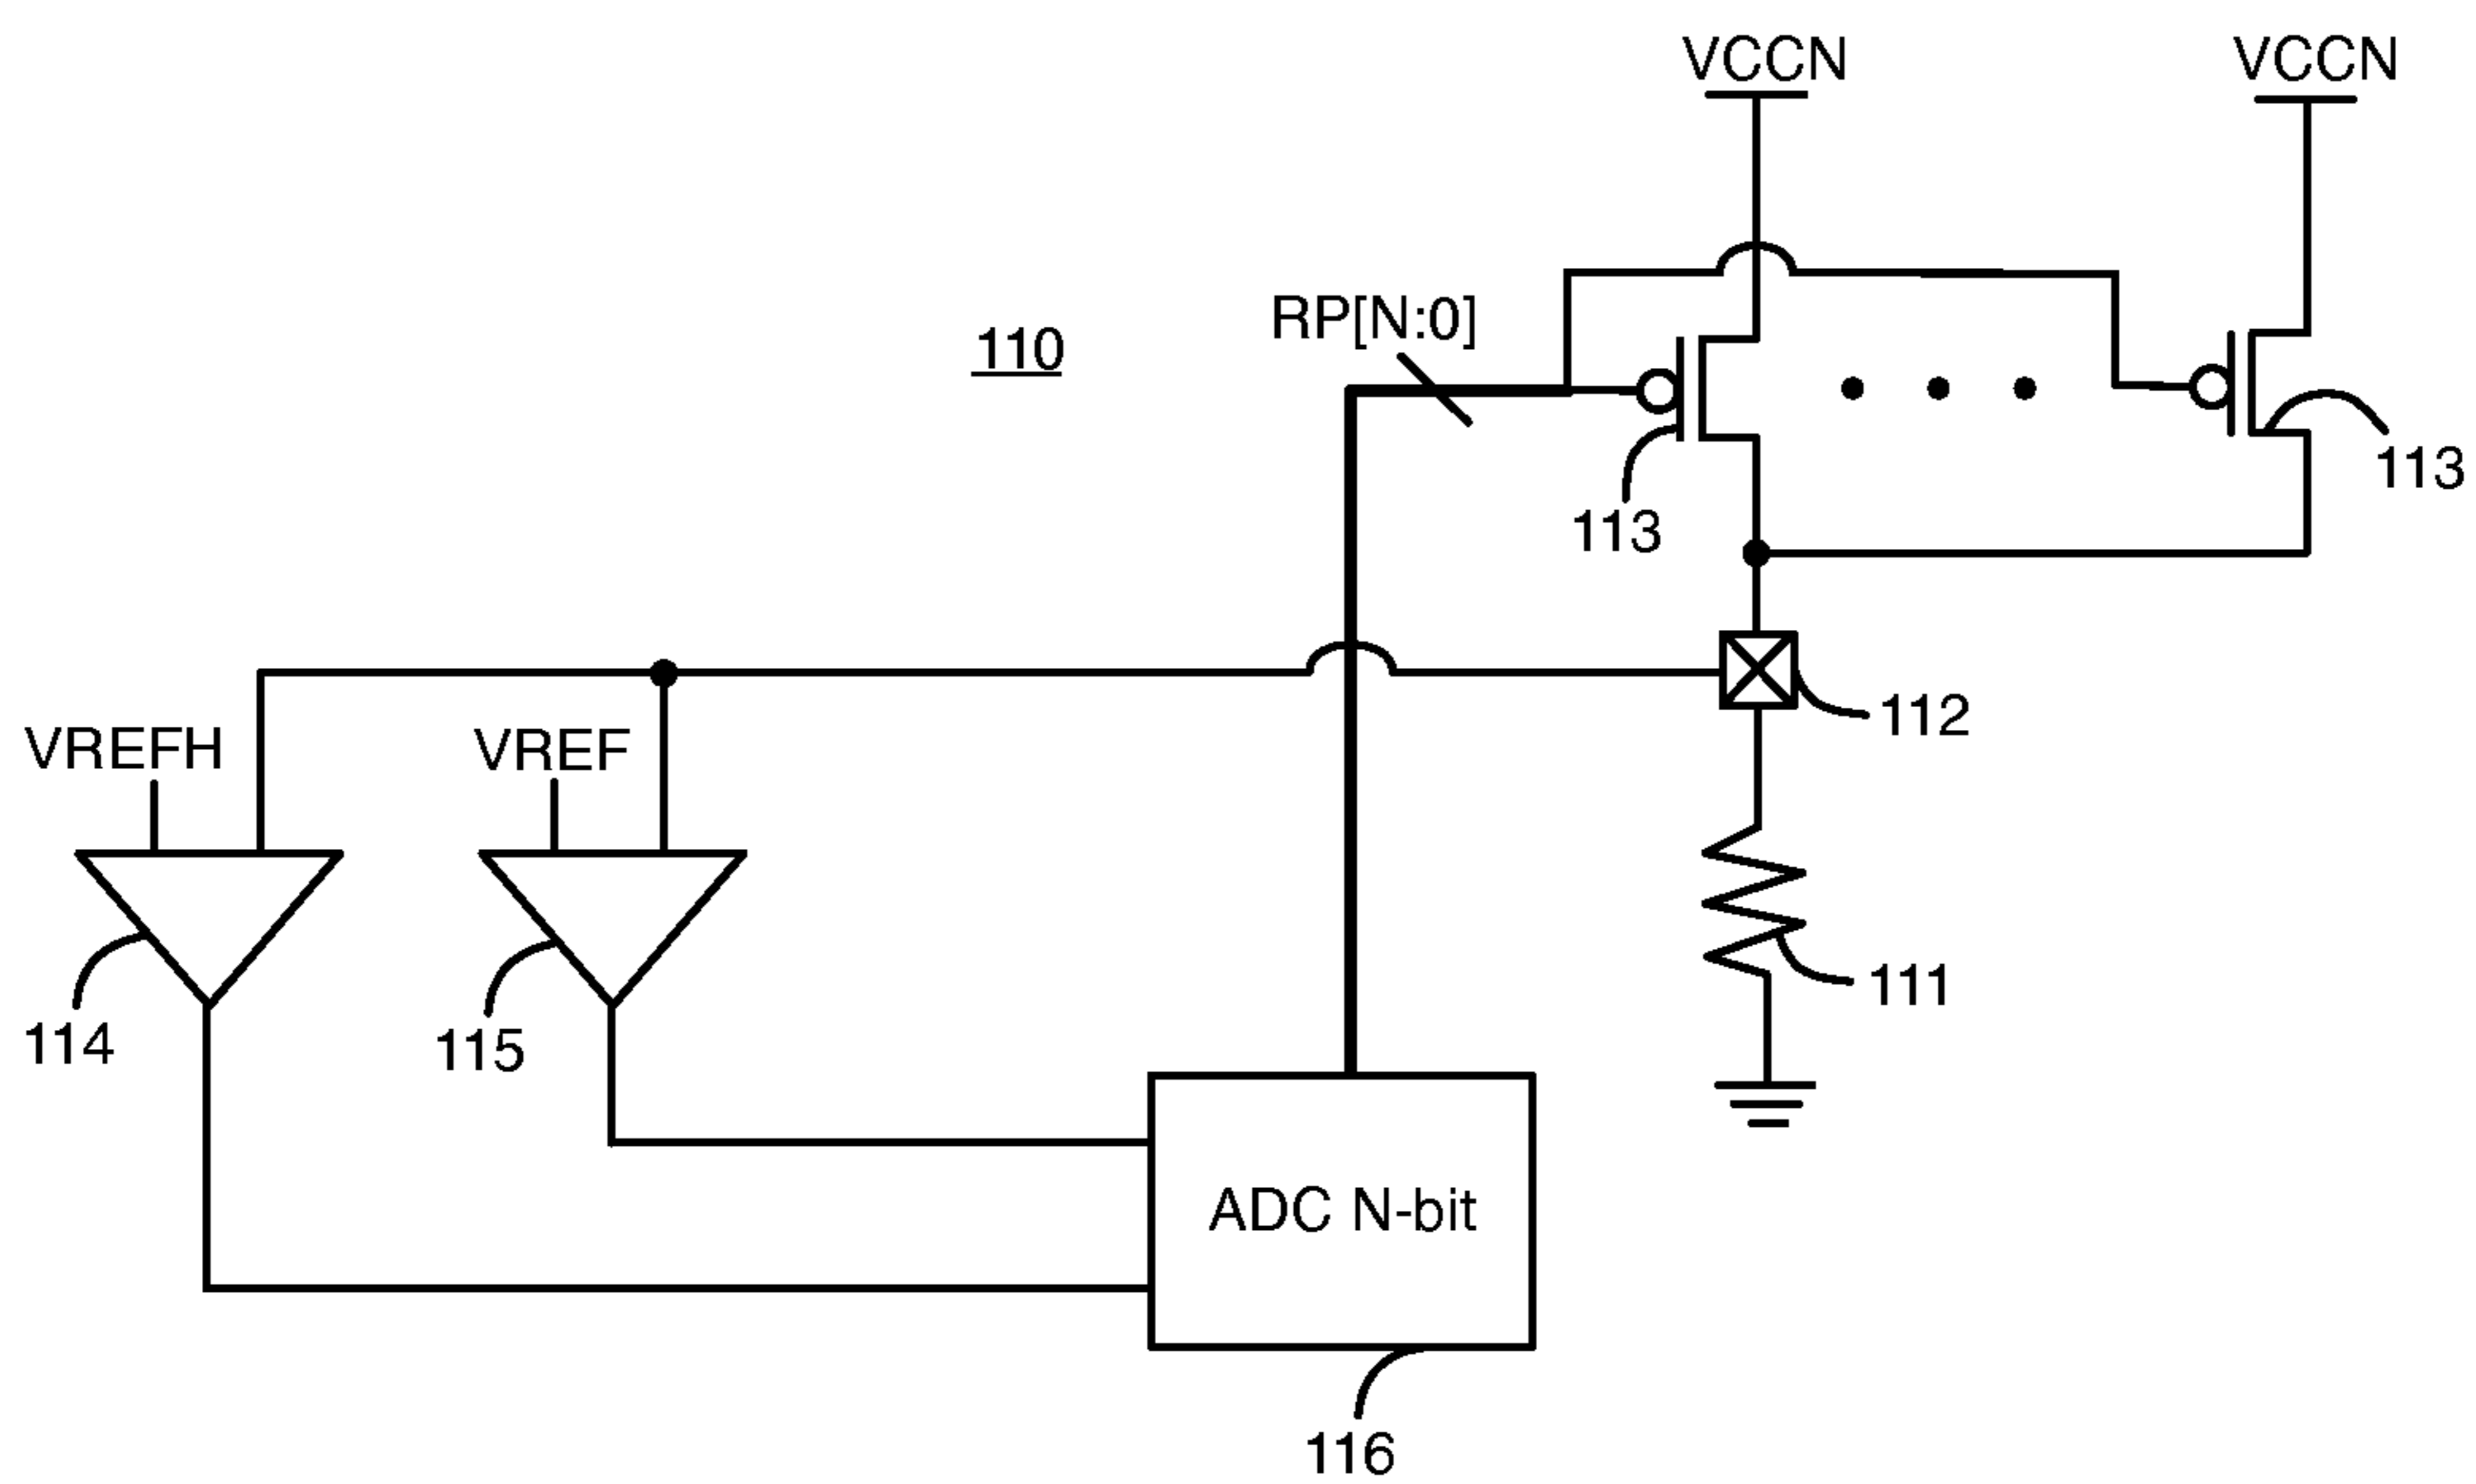 VCCN
VCCN
RP[N:0]
110
113
113
112
VREFH
VREF
111
114
115
ADC N-bit
116